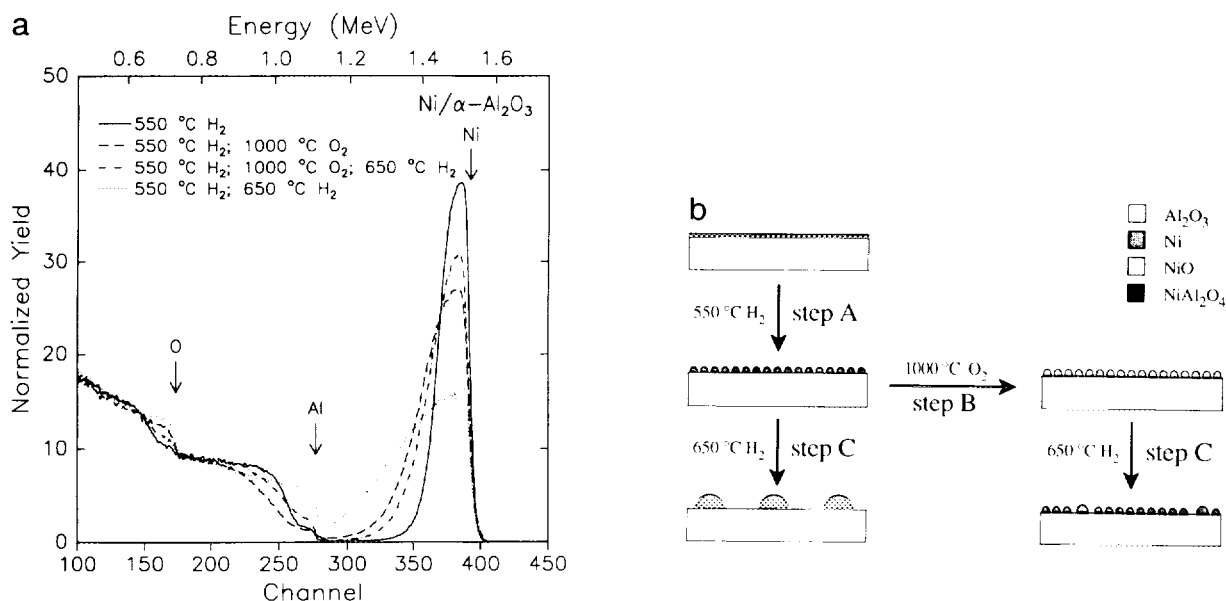 a
Energy (MeV)
0.6 0.8 1.0 1.2 1.4 1.6
50
40
30
20
10
0
Normalized Yield
Ni/α-Al₂O₃
550 °C H₂
550 °C H₂; 1000 °C O₂
550 °C H₂; 1000 °C O₂; 650 °C H₂
550 °C H₂; 650 °C H₂
Ni
O
Al
100 150 200 250 300 350 400 450
Channel
b
Al₂O₃
Ni
NiO
NiAl₂O₄
550 °C H₂ step A
1000 °C O₂
step B
650 °C H₂ step C
650 °C H₂ step C